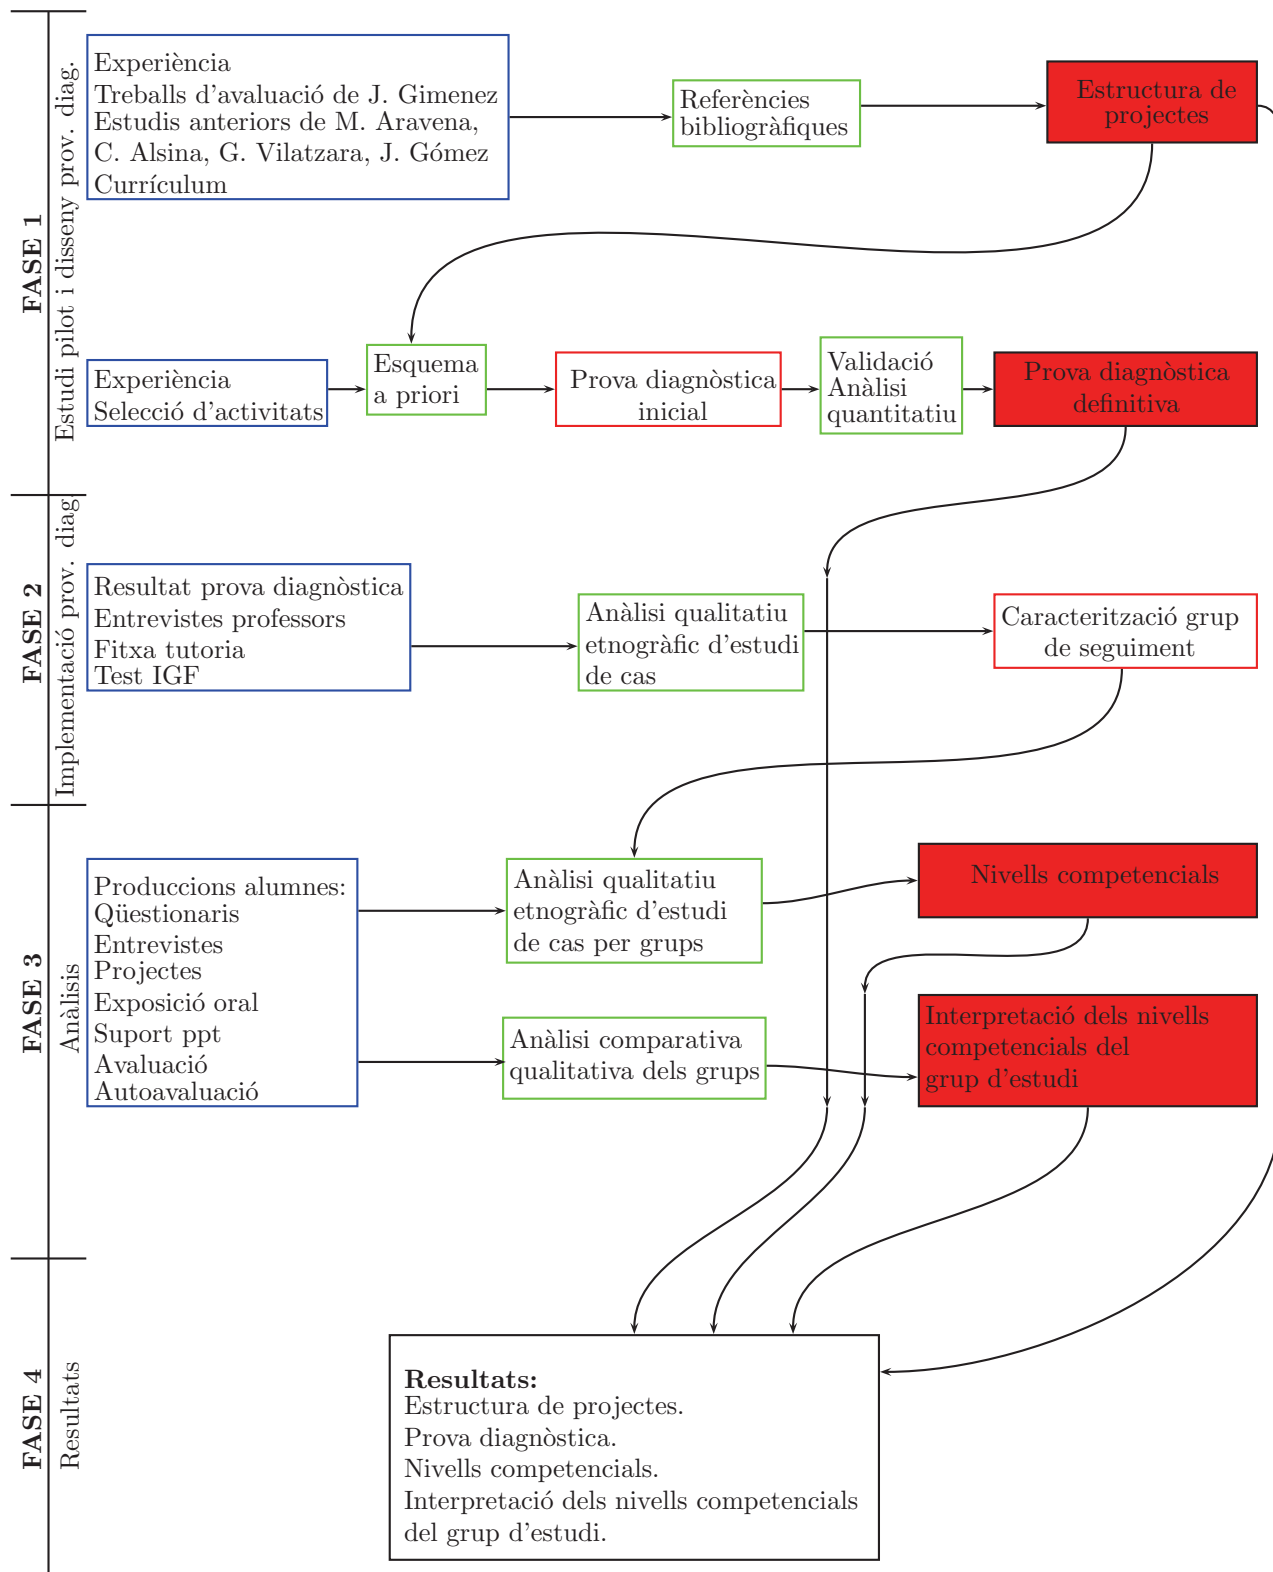 FASE 1
Estudi pilot i disseny prov. diag.
Experiència
Treballs d'avaluació de J. Gimenez
Estudis anteriors de M. Aravena,
C. Alsina, G. Vilatzara, J. Gómez
Currículum
Referències
bibliogràfiques
Estructura de
projectes
Experiència
Selecció d'activitats
Esquema
a priori
Prova diagnòstica
inicial
Validació
Anàlisi
quantitatiu
Prova diagnòstica
definitiva
FASE 2
Implementació prov. diag
Resultat prova diagnòstica
Entrevistes professors
Fitxa tutoria
Test IGF
Anàlisi qualitatiu
etnogràfic d'estudi
de cas
Caracterització grup
de seguiment
FASE 3
Anàlisis
Produccions alumnes:
Qüestionaris
Entrevistes
Projectes
Exposició oral
Suport ppt
Avaluació
Autoavaluació
Anàlisi qualitatiu
etnogràfic d'estudi
de cas per grups
Nivells competencials
Anàlisi comparativa
qualitativa dels grups
Interpretació dels nivells
competencials del
grup d'estudi
FASE 4
Resultats
Resultats:
Estructura de projectes.
Prova diagnòstica.
Nivells competencials.
Interpretació dels nivells competencials
del grup d'estudi.